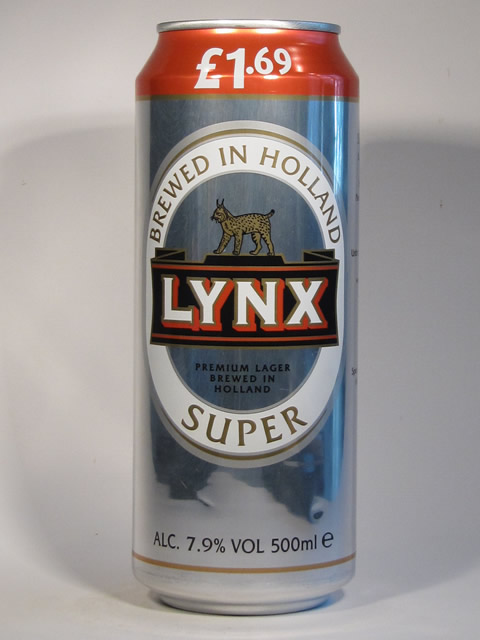 £1.69
BREWED IN HOLLAND
LYNX
PREMIUM LAGER
BREWED IN
HOLLAND
SUPER
ALC. 7.9% VOL 500ml e